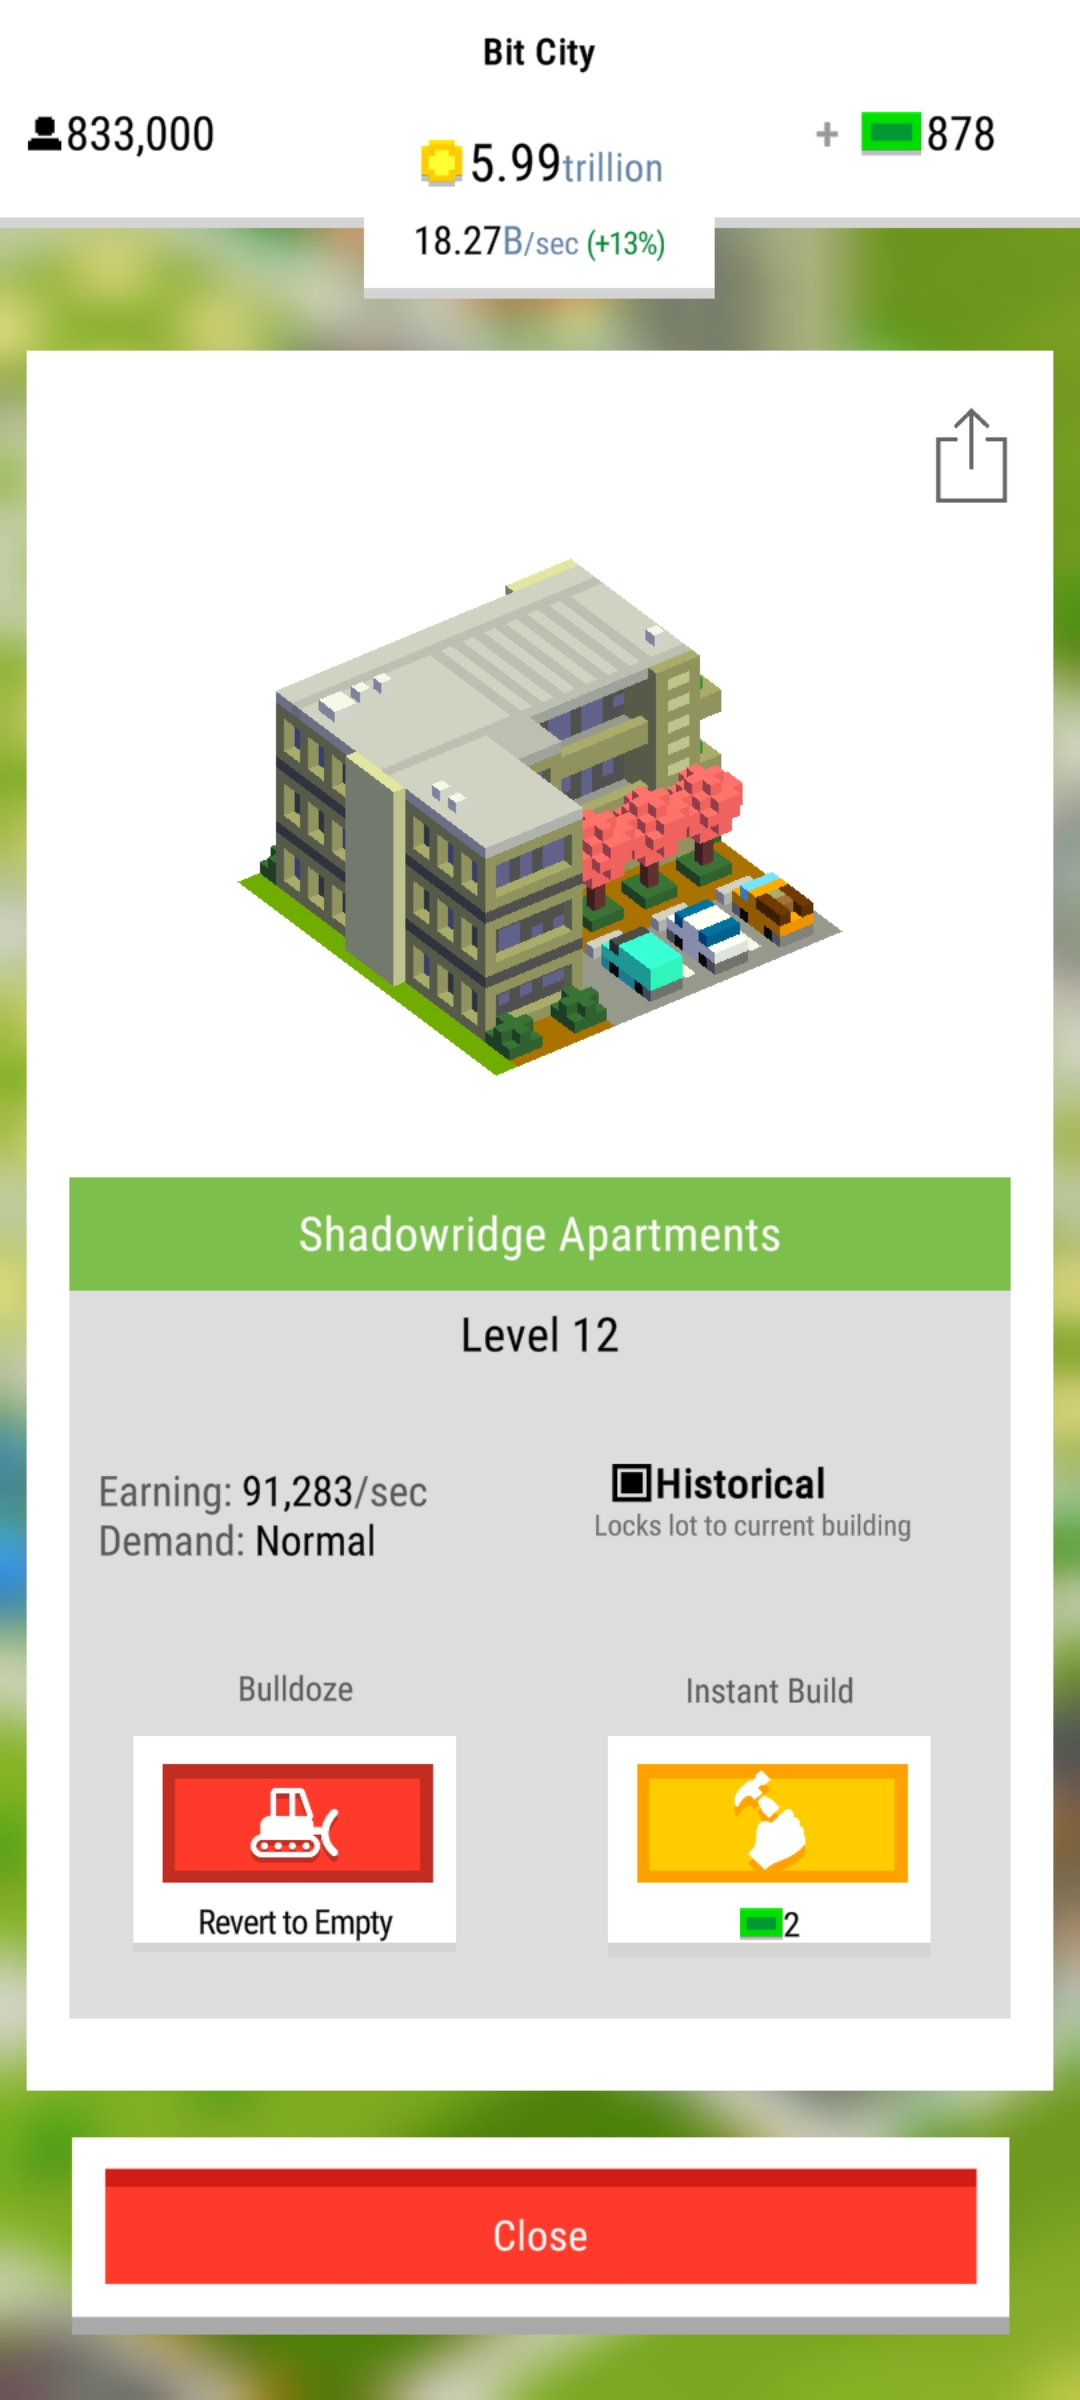 Bit City
833,000
5.99trillion
+ 878
18.27B/sec (+13%)
Shadowridge Apartments
Level 12
Earning: 91,283/sec
Demand: Normal
Historical
Locks lot to current building
Bulldoze
Instant Build
Revert to Empty
2
Close